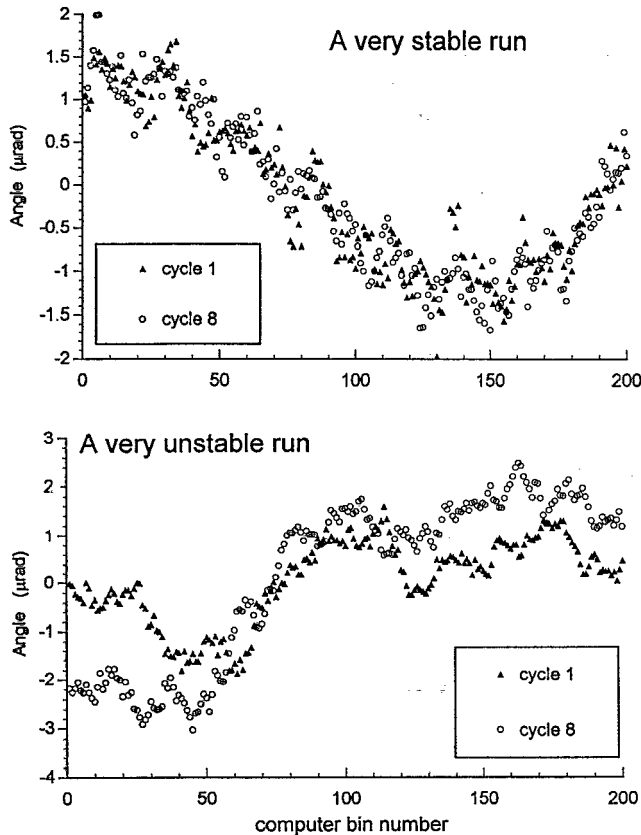 A very stable run
Angle (μrad)
2
1.5
1
0.5
0
-0.5
-1
-1.5
-2
▲ cycle 1
○ cycle 8
0 50 100 150 200
A very unstable run
Angle (μrad)
3
2
1
0
-1
-2
-3
-4
▲ cycle 1
○ cycle 8
0 50 100 150 200
computer bin number